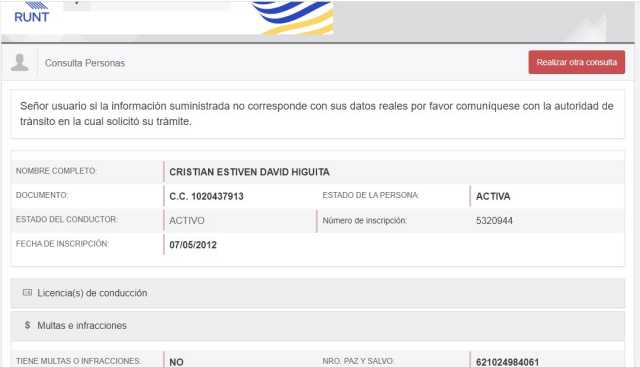 RUNT
Consulta Personas
Realizar otra consulta
Señor usuario si la información suministrada no corresponde con sus datos reales por favor comuníquese con la autoridad de
tránsito en la cual solicitó su trámite.
NOMBRE COMPLETO: CRISTIAN ESTIVEN DAVID HIGUITA
DOCUMENTO: C.C. 1020437913 ESTADO DE LA PERSONA: ACTIVA
ESTADO DEL CONDUCTOR: ACTIVO Número de inscripción: 5320944
FECHA DE INSCRIPCIÓN: 07/05/2012
Licencia(s) de conducción
$ Multas e infracciones
TIENE MULTAS O INFRACCIONES: NO NRO. PAZ Y SALVO: 621024984061